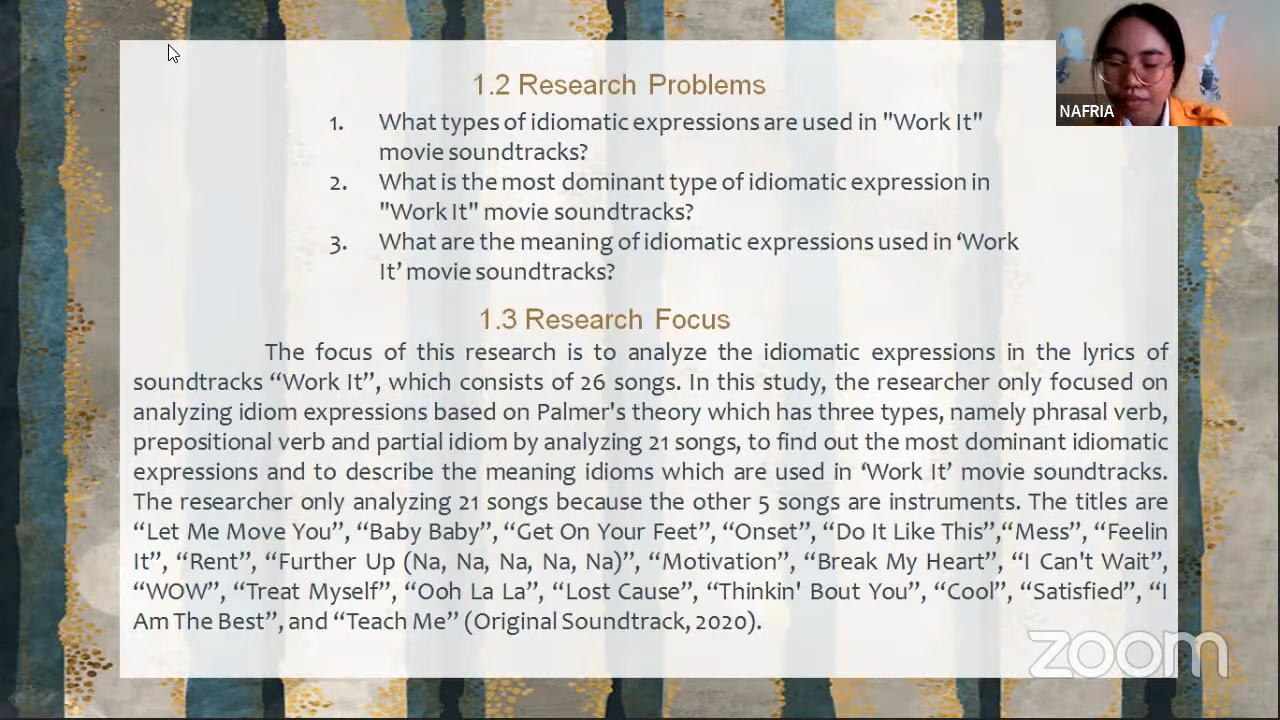 1.2 Research Problems
1. What types of idiomatic expressions are used in "Work It"
movie soundtracks?
2. What is the most dominant type of idiomatic expression in
"Work It" movie soundtracks?
3. What are the meaning of idiomatic expressions used in ‘Work
It’ movie soundtracks?
NAFRIA
1.3 Research Focus
The focus of this research is to analyze the idiomatic expressions in the lyrics of
soundtracks “Work It”, which consists of 26 songs. In this study, the researcher only focused on
analyzing idiom expressions based on Palmer's theory which has three types, namely phrasal verb,
prepositional verb and partial idiom by analyzing 21 songs, to find out the most dominant idiomatic
expressions and to describe the meaning idioms which are used in ‘Work It’ movie soundtracks.
The researcher only analyzing 21 songs because the other 5 songs are instruments. The titles are
“Let Me Move You”, “Baby Baby”, “Get On Your Feet”, “Onset”, “Do It Like This”,“Mess”, “Feelin
It”, “Rent”, “Further Up (Na, Na, Na, Na, Na)”, “Motivation”, “Break My Heart”, “I Can't Wait”,
“WOW”, “Treat Myself”, “Ooh La La”, “Lost Cause”, “Thinkin' Bout You”, “Cool”, “Satisfied”, “I
Am The Best”, and “Teach Me” (Original Soundtrack, 2020).
zoom